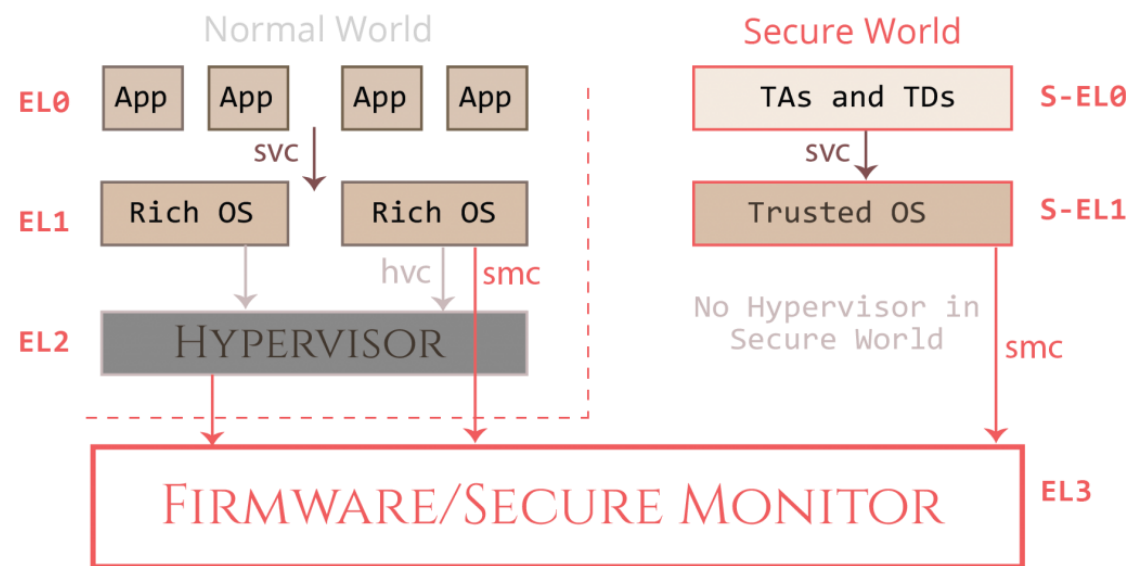 Normal World
Secure World
EL0
App
App
App
App
TAs and TDs
S-EL0
svc
svc
EL1
Rich OS
Rich OS
Trusted OS
S-EL1
hvc
smc
No Hypervisor in
Secure World
EL2
HYPERVISOR
smc
FIRMWARE/SECURE MONITOR
EL3